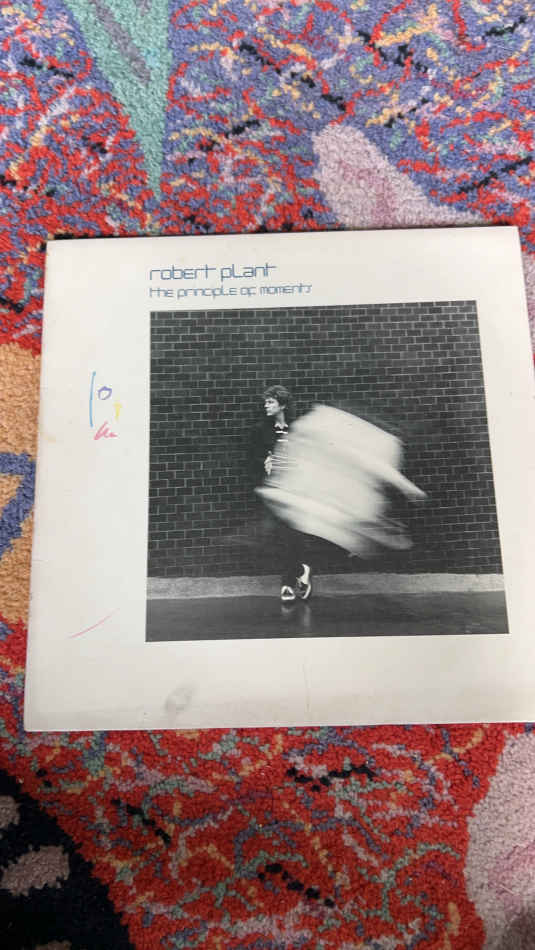 robert plant
the principle of moments